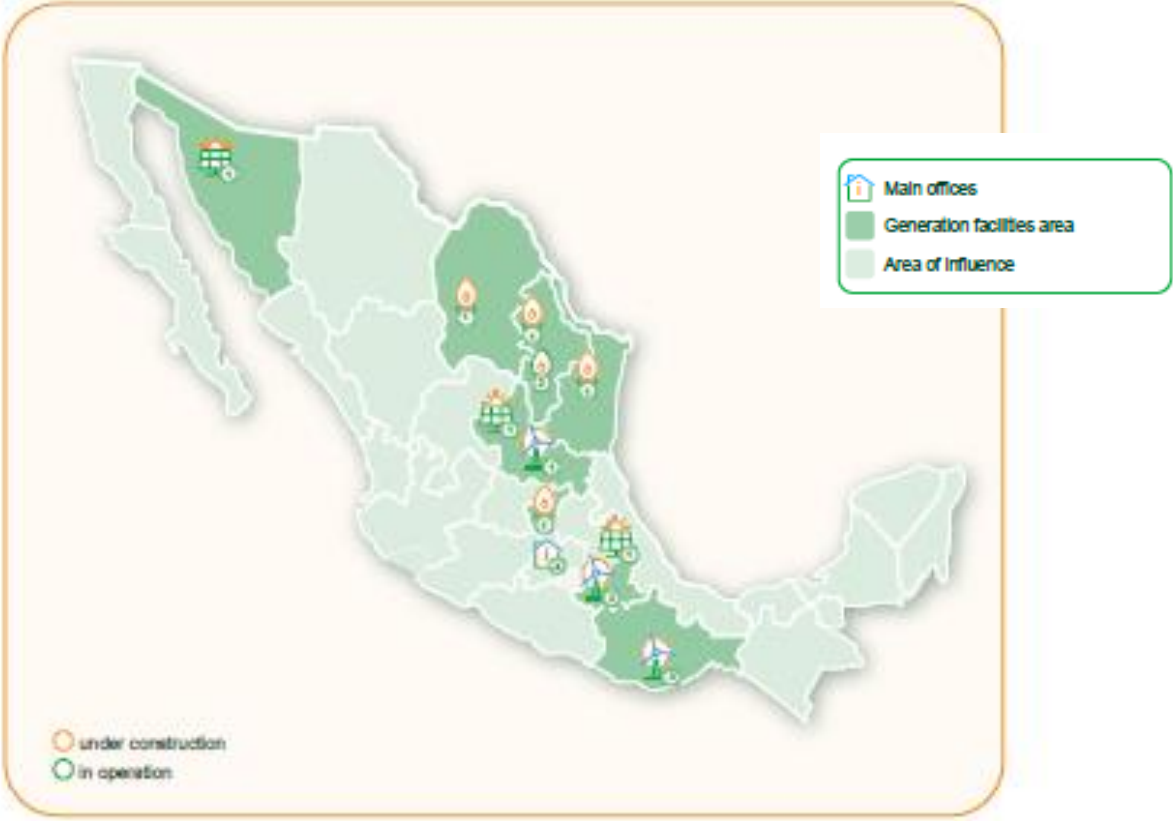 Main offices
Generation facilities area
Area of Influence
under construction
in operation